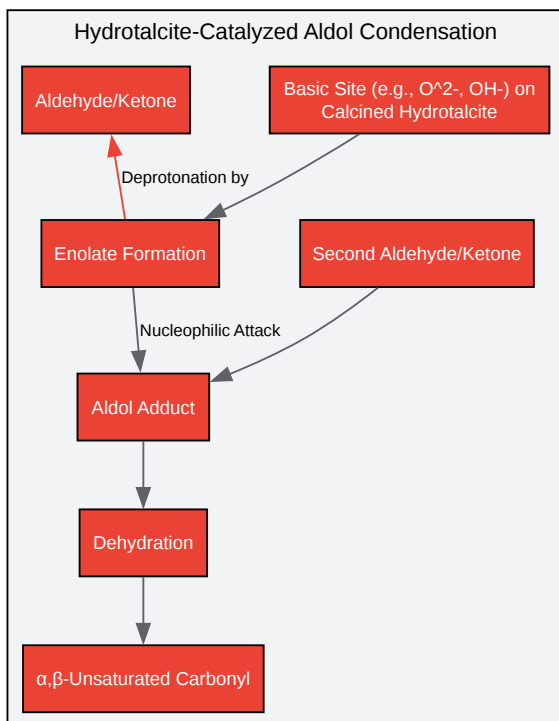 Hydrotalcite-Catalyzed Aldol Condensation
Aldehyde/Ketone
Basic Site (e.g., O^2-, OH-) on
Calcined Hydrotalcite
Deprotonation by
Enolate Formation
Second Aldehyde/Ketone
Nucleophilic Attack
Aldol Adduct
Dehydration
α,β-Unsaturated Carbonyl